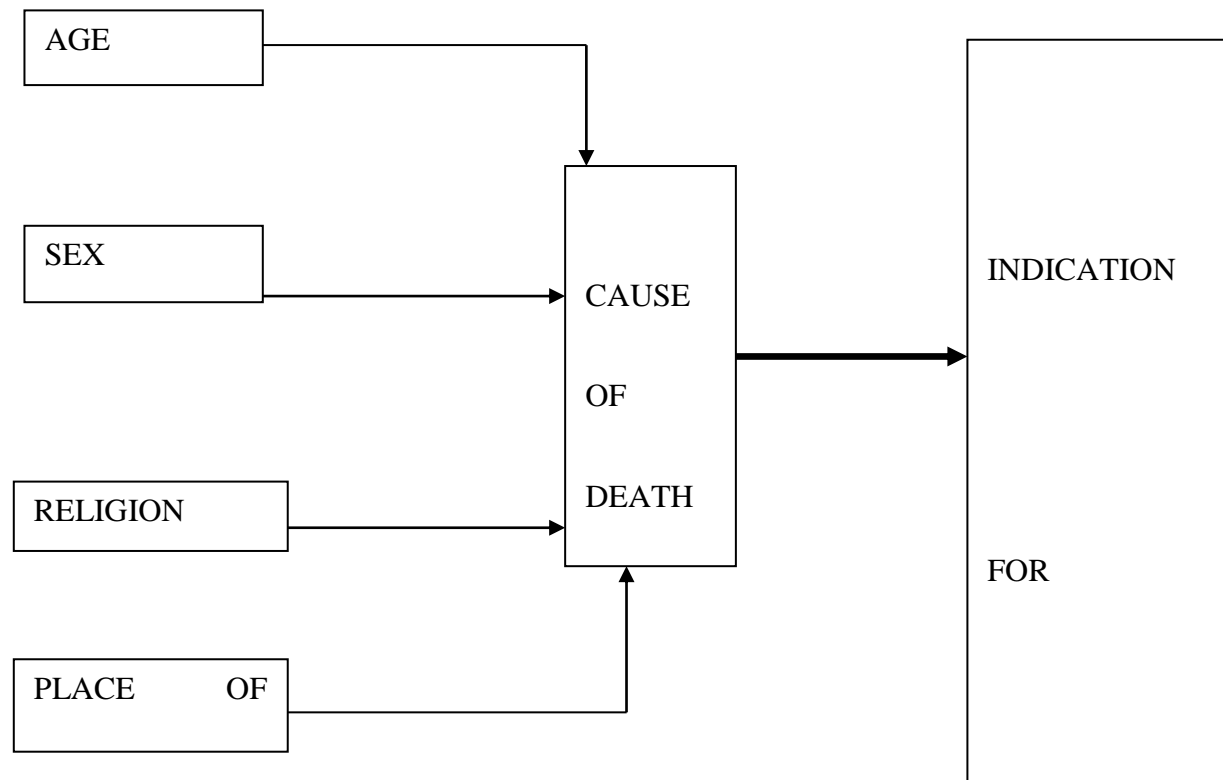 AGE
SEX
RELIGION
PLACE OF
CAUSE
OF
DEATH
INDICATION
FOR